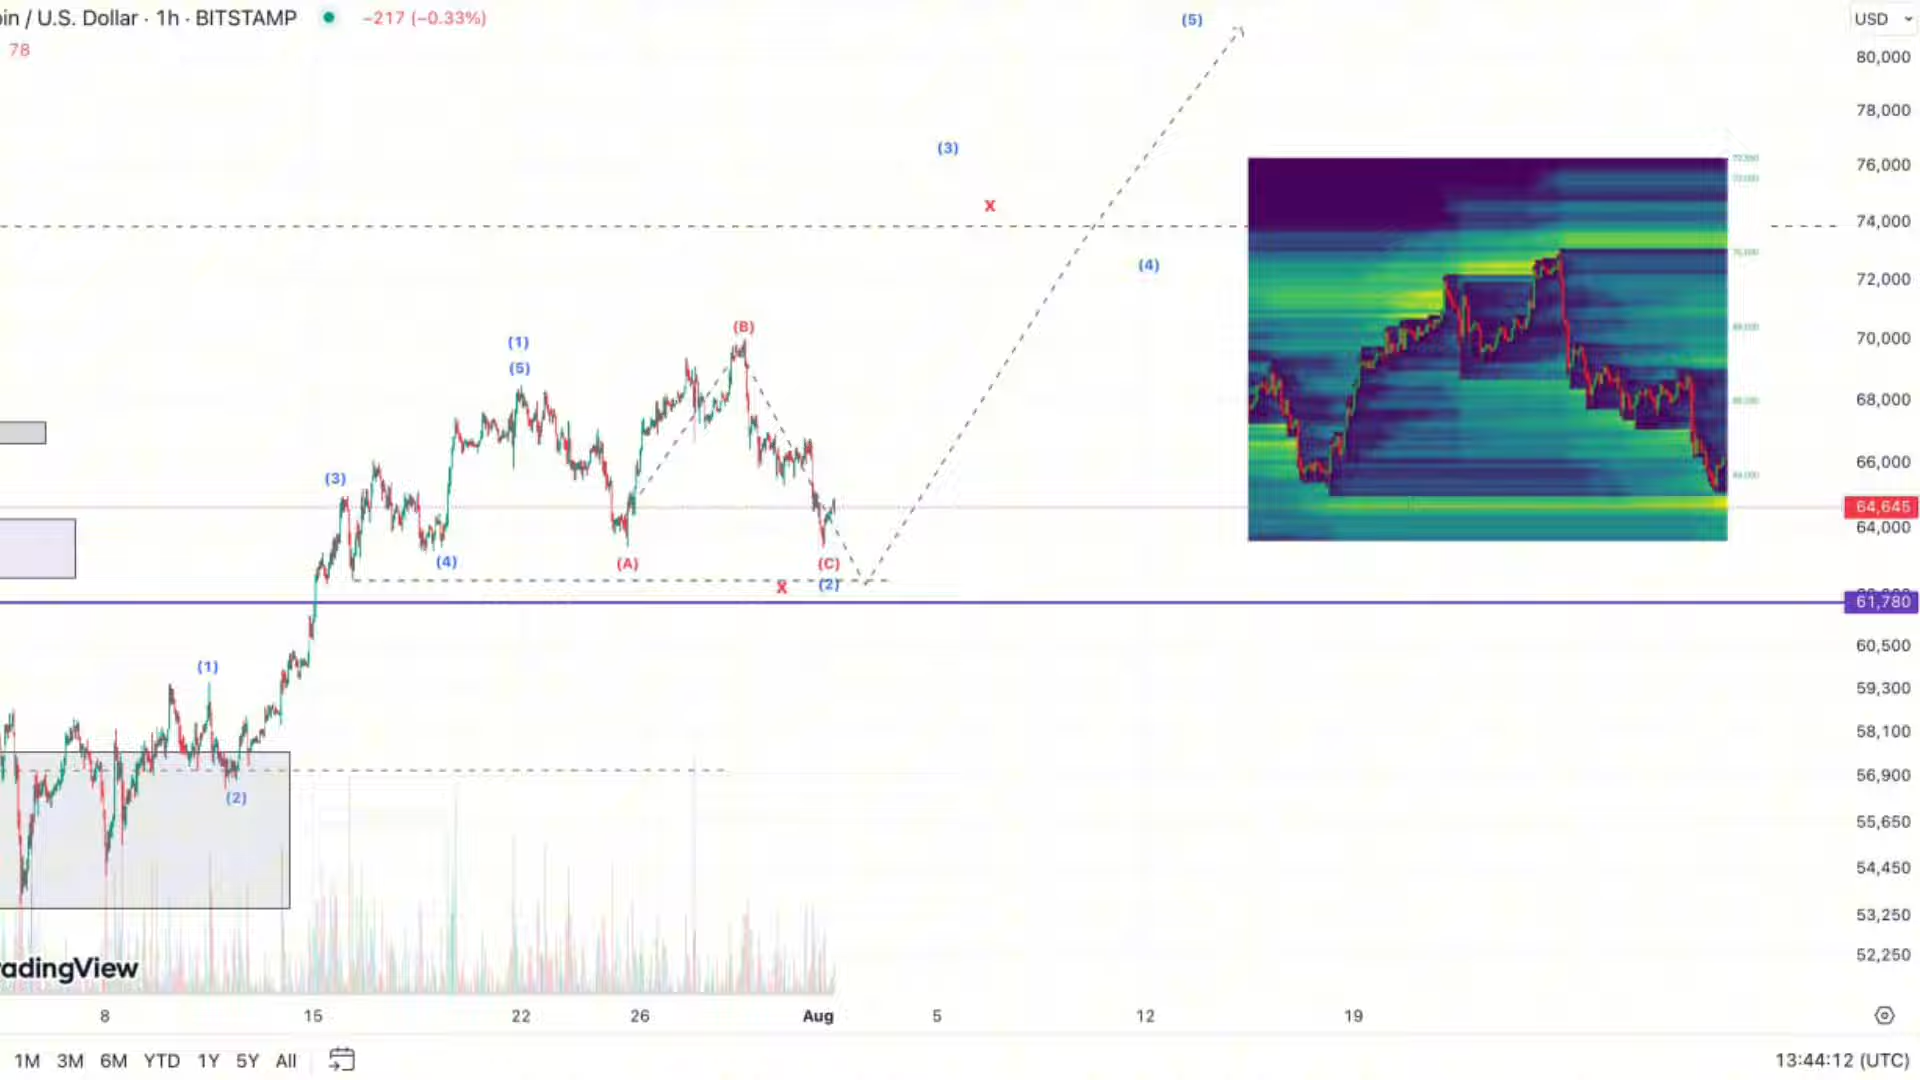 in / U.S. Dollar · 1h · BITSTAMP −217 (−0.33%)
78
USD
(5)
80,000
78,000
(3)
76,000
X
74,000
(4)
72,000
(B)
(1)
70,000
(5)
68,000
66,000
(3)
64,645
64,000
(4)
(A)
(C)
X
(2)
61,780
60,500
(1)
59,300
58,100
56,900
(2)
55,650
54,450
53,250
52,250
adingView
8 15 22 26 Aug 5 12 19
1M 3M 6M YTD 1Y 5Y All
13:44:12 (UTC)